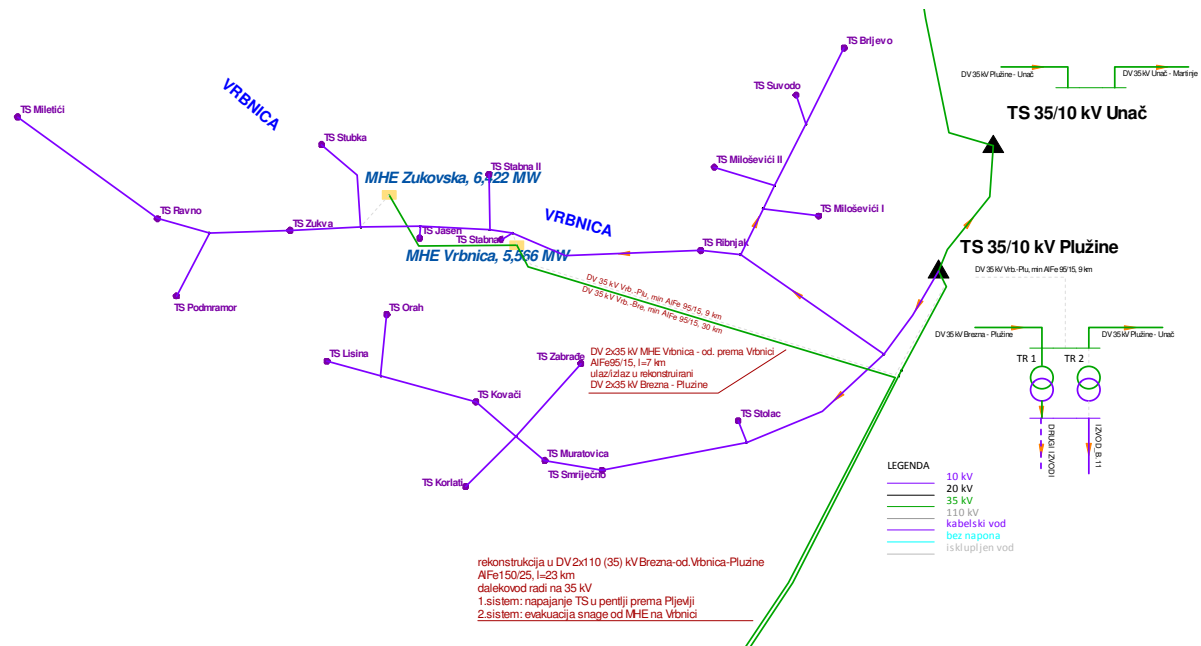 TS Brljevo
DV 35 kV Plužine - Unač
DV 35 kV Unač - Martinje
TS 35/10 kV Unač
TS Suvodo
VRBNICA
TS Miletići
TS Stubka
TS Miloševići II
TS Stabna II
MHE Zukovska, 6,422 MW
TS Miloševići I
VRBNICA
TS Ravno
TS Zukva
TS Jasen
TS Stabna
TS Ribnjak
MHE Vrbnica, 5,566 MW
TS 35/10 kV Plužine
DV 35 kV Vrb.-Plu, min AlFe 95/15, 9 km
DV 35 kV Vrb.-Plu, min AlFe 95/15, 9 km
DV 35 kV Vrb.-Bre, min AlFe 95/15, 30 km
TS Podmramor
TS Orah
TS Lisina
TS Zabrađe
DV 2x35 kV MHE Vrbnica - od. prema Vrbnici
AlFe95/15, l=7 km
ulaz/izlaz u rekonstruirani
DV 2x35 kV Brezna - Pluzine
DV 35 kV Brezna - Plužine
DV 35 kV Plužine - Unač
TR 1
TR 2
TS Kovači
TS Stolac
TS Muratovica
TS Smriječno
TS Korlati
DRUGI IZVODI
IZVOD_B.11
LEGENDA
10 kV
20 kV
35 kV
110 kV
kabelski vod
bez napona
isklupljen vod
rekonstrukcija u DV 2x110 (35) kV Brezna-od.Vrbnica-Pluzine
AlFe150/25, l=23 km
dalekovod radi na 35 kV
1.sistem: napajanje TS u pentlji prema Pljevlji
2.sistem: evakuacija snage od MHE na Vrbnici